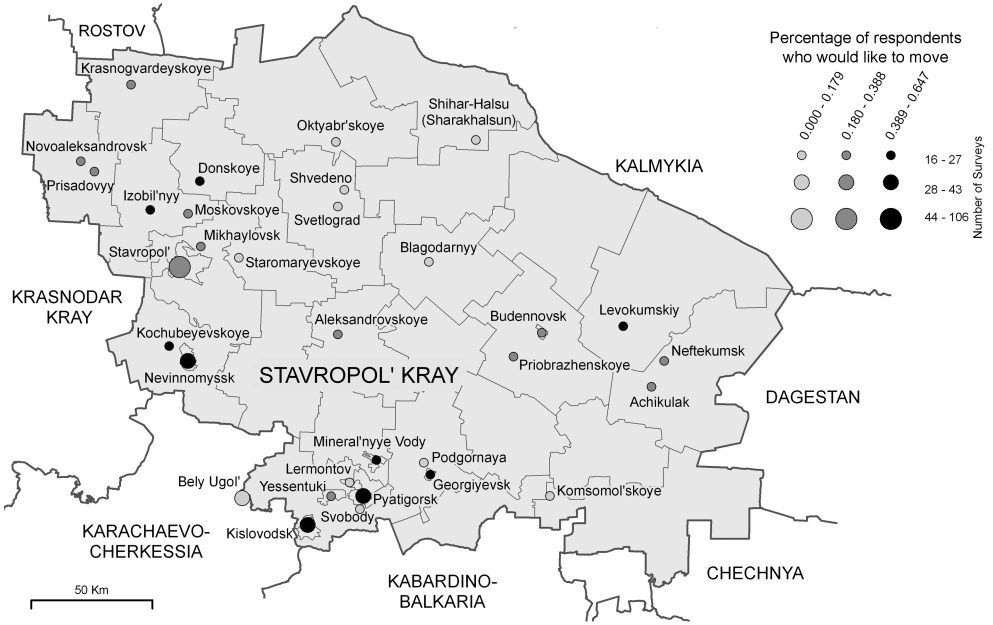 ROSTOV
Percentage of respondents
who would like to move
0.000 - 0.179
0.180 - 0.388
0.389 - 0.647
16 - 27
28 - 43
44 - 106
Number of Surveys
Krasnogvardeyskoye
Shihar-Halsu
(Sharakhalsun)
Oktyabr'skoye
Novoaleksandrovsk
KALMYKIA
Donskoye
Prisadovyy
Shvedeno
Izobil'nyy
Moskovskoye
Svetlograd
Mikhaylovsk
Stavropol'
Blagodarnyy
Staromaryevskoye
KRASNODAR
KRAY
Levokumskiy
Budennovsk
Aleksandrovskoye
Kochubeyevskoye
Neftekumsk
Priobrazhenskoye
Nevinnomyssk
STAVROPOL' KRAY
DAGESTAN
Achikulak
Mineral'nyye Vody
Podgornaya
Lermontov
Bely Ugol'
Yessentuki
Georgiyevsk
Komsomol'skoye
Pyatigorsk
Svobody
Kislovodsk
KARACHAEVO-
CHERKESSIA
KABARDINO-
BALKARIA
CHECHNYA
50 Km